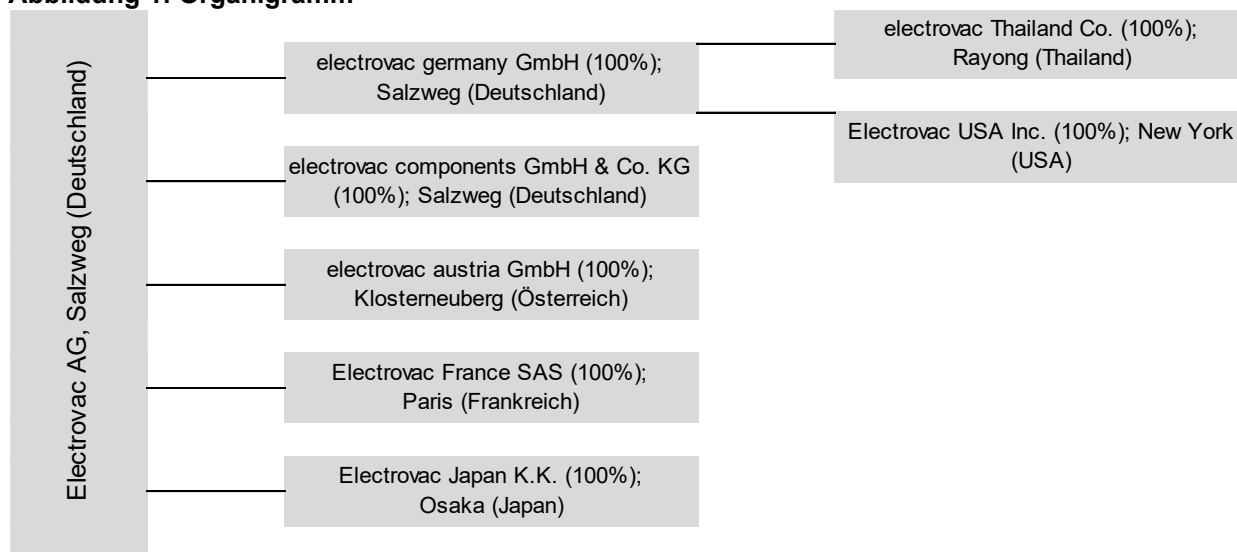 Abbildung 1: Organigramm
Electrovac AG, Salzweg (Deutschland)
electrovac germany GmbH (100%);
Salzweg (Deutschland)
electrovac components GmbH & Co. KG
(100%); Salzweg (Deutschland)
electrovac austria GmbH (100%);
Klosterneuberg (Österreich)
Electrovac France SAS (100%);
Paris (Frankreich)
Electrovac Japan K.K. (100%);
Osaka (Japan)
electrovac Thailand Co. (100%);
Rayong (Thailand)
Electrovac USA Inc. (100%); New York
(USA)